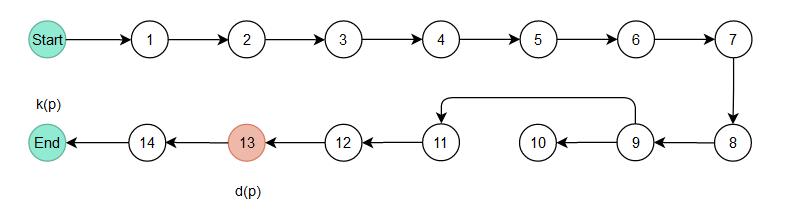 Start 1 2 3 4 5 6 7
k(p)
End 14 13 12 11 10 9 8
d(p)